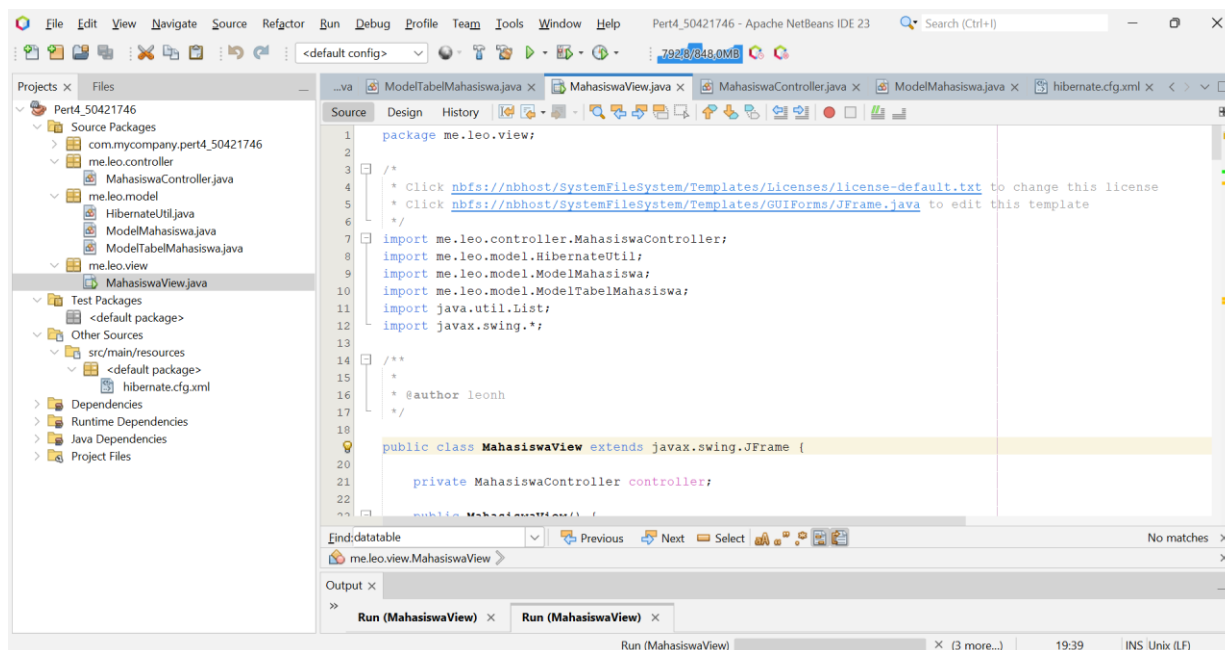 File Edit View Navigate Source Refactor Run Debug Profile Team Tools Window Help Pert4_50421746 - Apache NetBeans IDE 23 Search (Ctrl+I)
<default config> 792,8/848,0MB
Projects Files
...va ModelTabelMahasiswa.java MahasiswaView.java MahasiswaController.java ModelMahasiswa.java hibernate.cfg.xml
Source Design History
Pert4_50421746
Source Packages
com.mycompany.pert4_50421746
me.leo.controller
MahasiswaController.java
me.leo.model
HibernateUtil.java
ModelMahasiswa.java
ModelTabelMahasiswa.java
me.leo.view
MahasiswaView.java
Test Packages
<default package>
Other Sources
src/main/resources
<default package>
hibernate.cfg.xml
Dependencies
Runtime Dependencies
Java Dependencies
Project Files
1 package me.leo.view;
2
3 /*
4 * Click nbfs://nbhost/SystemFileSystem/Templates/Licenses/license-default.txt to change this license
5 * Click nbfs://nbhost/SystemFileSystem/Templates/GUIForms/JFrame.java to edit this template
6 */
7 import me.leo.controller.MahasiswaController;
8 import me.leo.model.HibernateUtil;
9 import me.leo.model.ModelMahasiswa;
10 import me.leo.model.ModelTabelMahasiswa;
11 import java.util.List;
12 import javax.swing.*;
13
14 /**
15 *
16 * @author leonh
17 */
18
public class MahasiswaView extends javax.swing.JFrame {
20
21 private MahasiswaController controller;
22
23 public MahasiswaView() {
Find: datatable Previous Next Select aA No matches
me.leo.view.MahasiswaView
Output
» Run (MahasiswaView) Run (MahasiswaView)
Run (MahasiswaView) (3 more...) 19:39 INS Unix (LF)